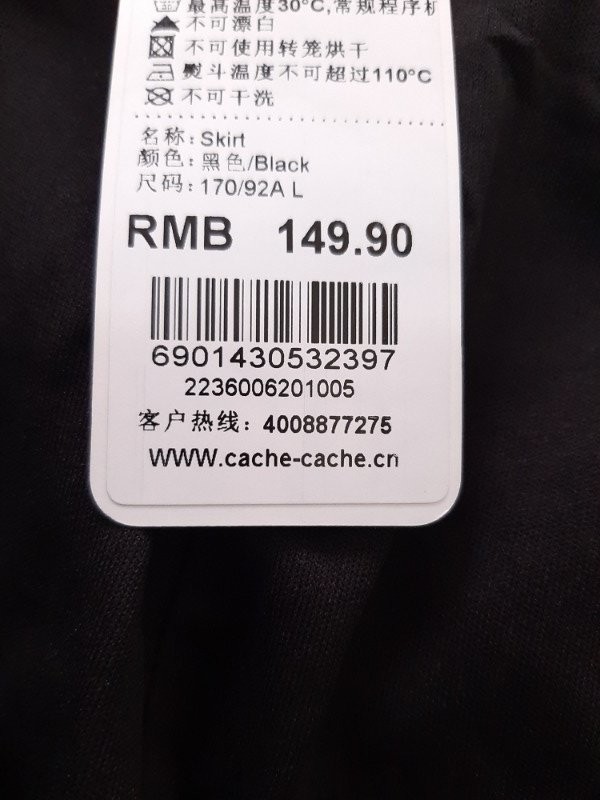 最高温度30°C,常规程序机
不可漂白
不可使用转笼烘干
熨斗温度不可超过110°C
不可干洗
名称: Skirt
颜色: 黑色/Black
尺码: 170/92A L
RMB 149.90
6901430532397
2236006201005
客户热线: 4008877275
WWW.cache-cache.cn